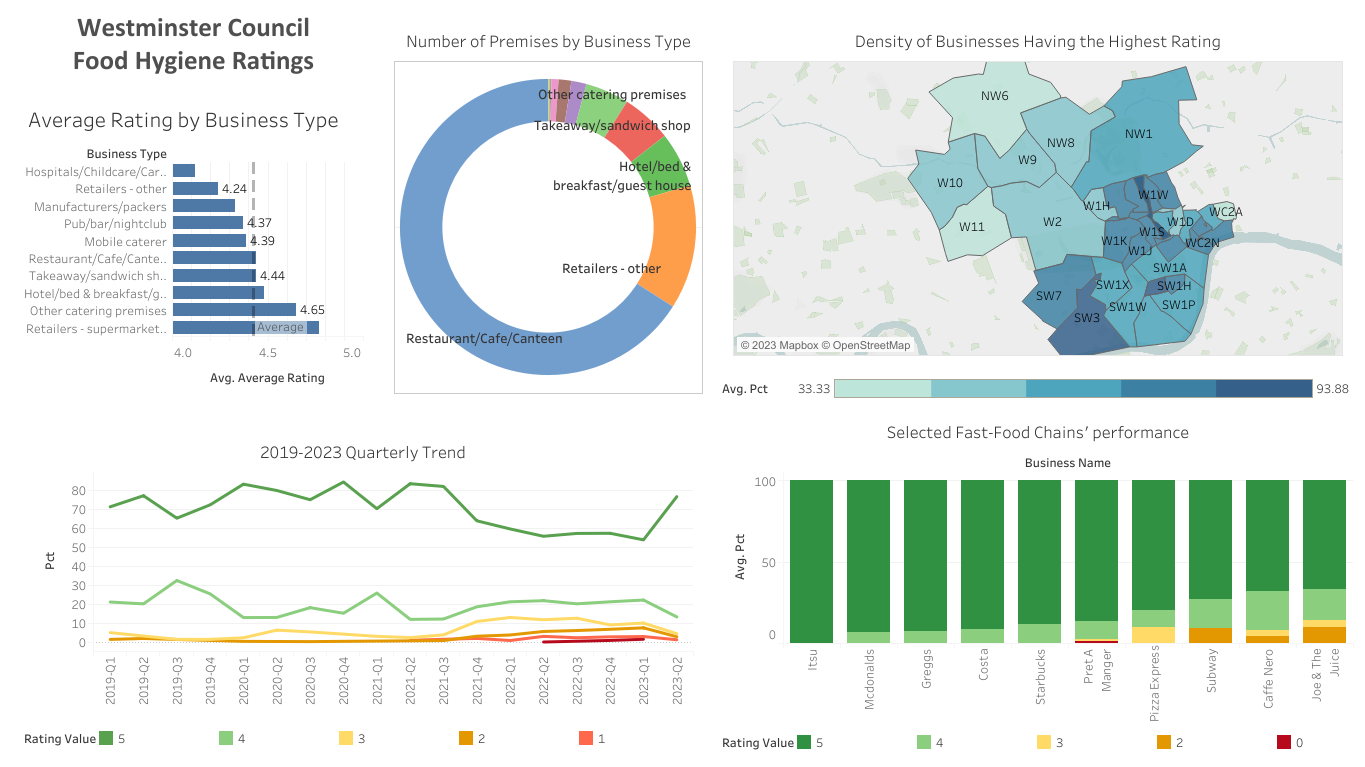 Westminster Council
Food Hygiene Ratings
Average Rating by Business Type
Business Type
Hospitals/Childcare/Car..
Retailers - other
4.24
Manufacturers/packers
Pub/bar/nightclub
4.37
Mobile caterer
4.39
Restaurant/Cafe/Cante..
Takeaway/sandwich sh..
4.44
Hotel/bed & breakfast/g..
Other catering premises
4.65
Retailers - supermarket..
Average
4.0
4.5
5.0
Avg. Average Rating
Number of Premises by Business Type
Other catering premises
Takeaway/sandwich shop
Hotel/bed &
breakfast/guest house
Retailers - other
Restaurant/Cafe/Canteen
Density of Businesses Having the Highest Rating
NW6
NW1
NW8
W9
W10
W1W
W1H
WC2A
W11
W2
W1D
W1S
W1K
WC2N
W1J
SW1A
SW7
SW1X
SW1H
SW1W
SW1P
SW3
© 2023 Mapbox © OpenStreetMap
Avg. Pct
33.33
93.88
2019-2023 Quarterly Trend
Pct
80
70
60
50
40
30
20
10
0
2019-Q1
2019-Q2
2019-Q3
2019-Q4
2020-Q1
2020-Q2
2020-Q3
2020-Q4
2021-Q1
2021-Q2
2021-Q3
2021-Q4
2022-Q1
2022-Q2
2022-Q3
2022-Q4
2023-Q1
2023-Q2
Rating Value
5
4
3
2
1
Selected Fast-Food Chains’ performance
Business Name
Avg. Pct
100
50
0
Itsu
Mcdonalds
Greggs
Costa
Starbucks
Pret A
Manger
Pizza Express
Subway
Caffe Nero
Joe & The
Juice
Rating Value
5
4
3
2
0